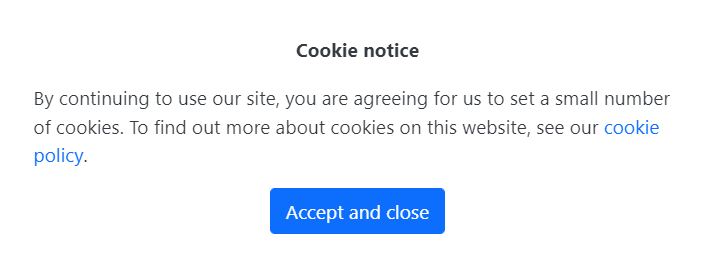 Cookie notice
By continuing to use our site, you are agreeing for us to set a small number
of cookies. To find out more about cookies on this website, see our cookie
policy.
Accept and close